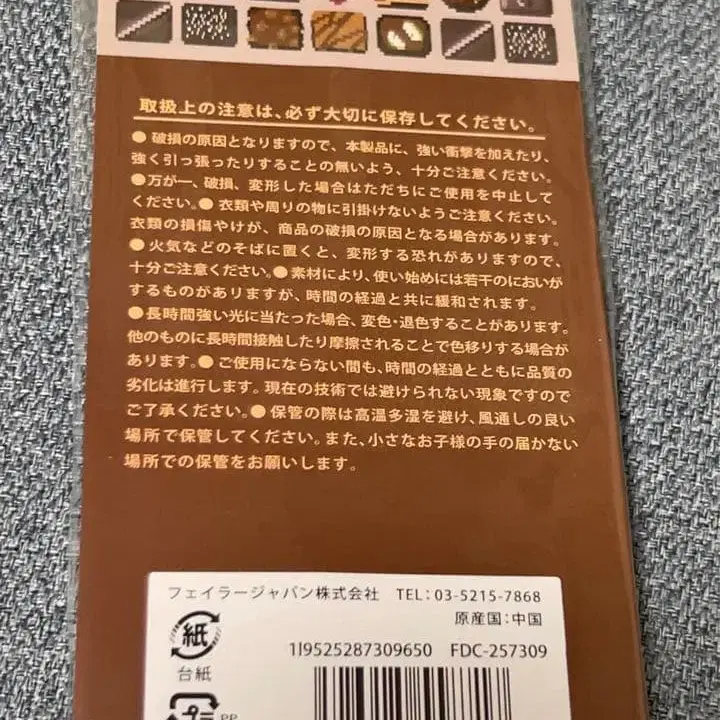 取扱上の注意は、必ず大切に保存してください。
● 破損の原因となりますので、本製品に、強い衝撃を加えたり、
強く引っ張ったりすることの無いよう、十分ご注意ください。
●万が一、破損、変形した場合はただちにご使用を中止して
ください。● 衣類や周りの物に引掛けないようご注意ください。
衣類の損傷やけが、商品の破損の原因となる場合があります。
● 火気などのそばに置くと、変形する恐れがありますので、
十分ご注意ください。● 素材により、使い始めには若干のにおいが
するものがありますが、時間の経過と共に緩和されます。
●長時間強い光に当たった場合、変色・退色することがあります。
他のものに長時間接触したり摩擦されることで色移りする場合が
あります。● ご使用にならない間も、時間の経過とともに品質の
劣化は進行します。現在の技術では避けられない現象ですので
ご了承ください。● 保管の際は高温多湿を避け、風通しの良い
場所で保管してください。また、小さなお子様の手の届かない
場所での保管をお願いします。
フェイラージャパン株式会社 TEL: 03-5215-7868
原産国:中国
紙
台紙
119525287309650 FDC-257309
プラ
PP